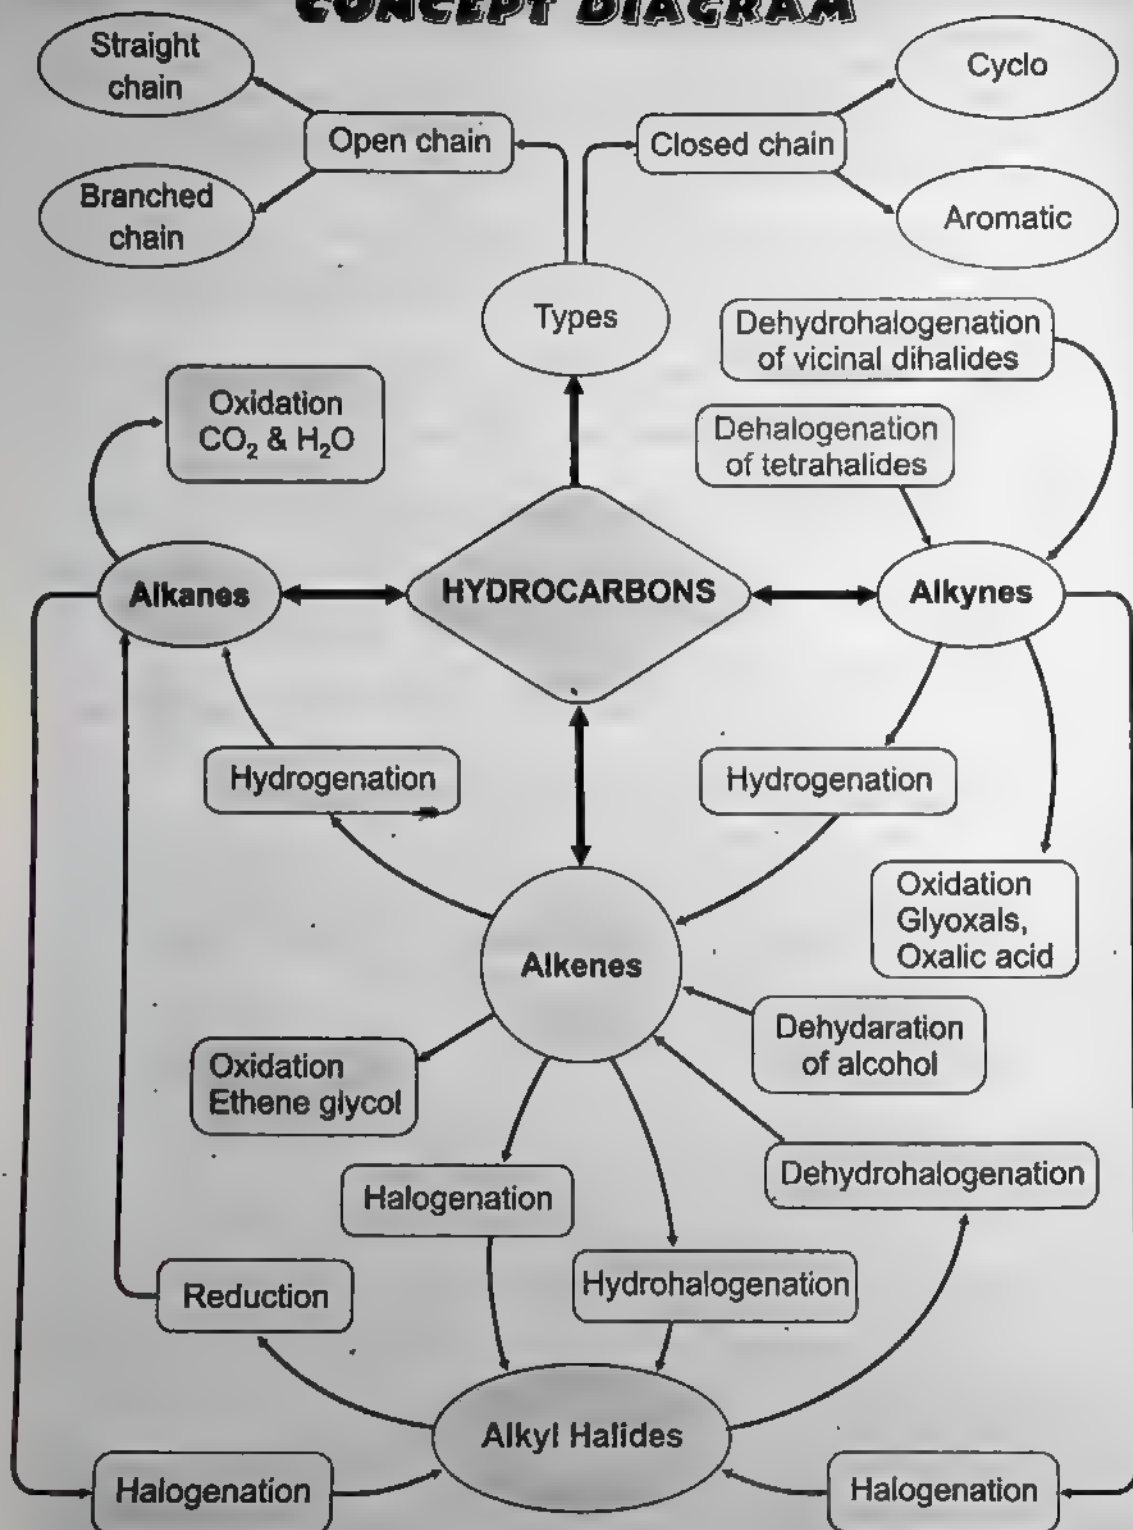 CONCEPT DIAGRAM
Straight
chain
Cyclo
Open chain
Closed chain
Branched
chain
Aromatic
Types
Dehydrohalogenation
of vicinal dihalides
Oxidation
CO₂ & H₂O
Dehalogenation
of tetrahalides
Alkanes
HYDROCARBONS
Alkynes
Hydrogenation
Hydrogenation
Oxidation
Glyoxals,
Oxalic acid
Alkenes
Dehydaration
of alcohol
Oxidation
Ethene glycol
Dehydrohalogenation
Halogenation
Hydrohalogenation
Reduction
Alkyl Halides
Halogenation
Halogenation